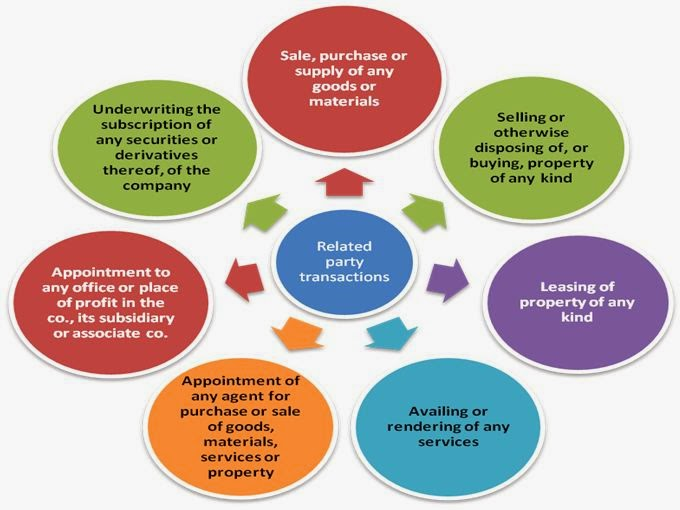 Sale, purchase or
supply of any
goods or
materials
Selling or
otherwise
disposing of, or
buying, property
of any kind
Leasing of
property of any
kind
Availing or
rendering of any
services
Appointment of
any agent for
purchase or sale
of goods,
materials,
services or
property
Appointment to
any office or place
of profit in the
co., its subsidiary
or associate co.
Underwriting the
subscription of
any securities or
derivatives
thereof, of the
company
Related
party
transactions